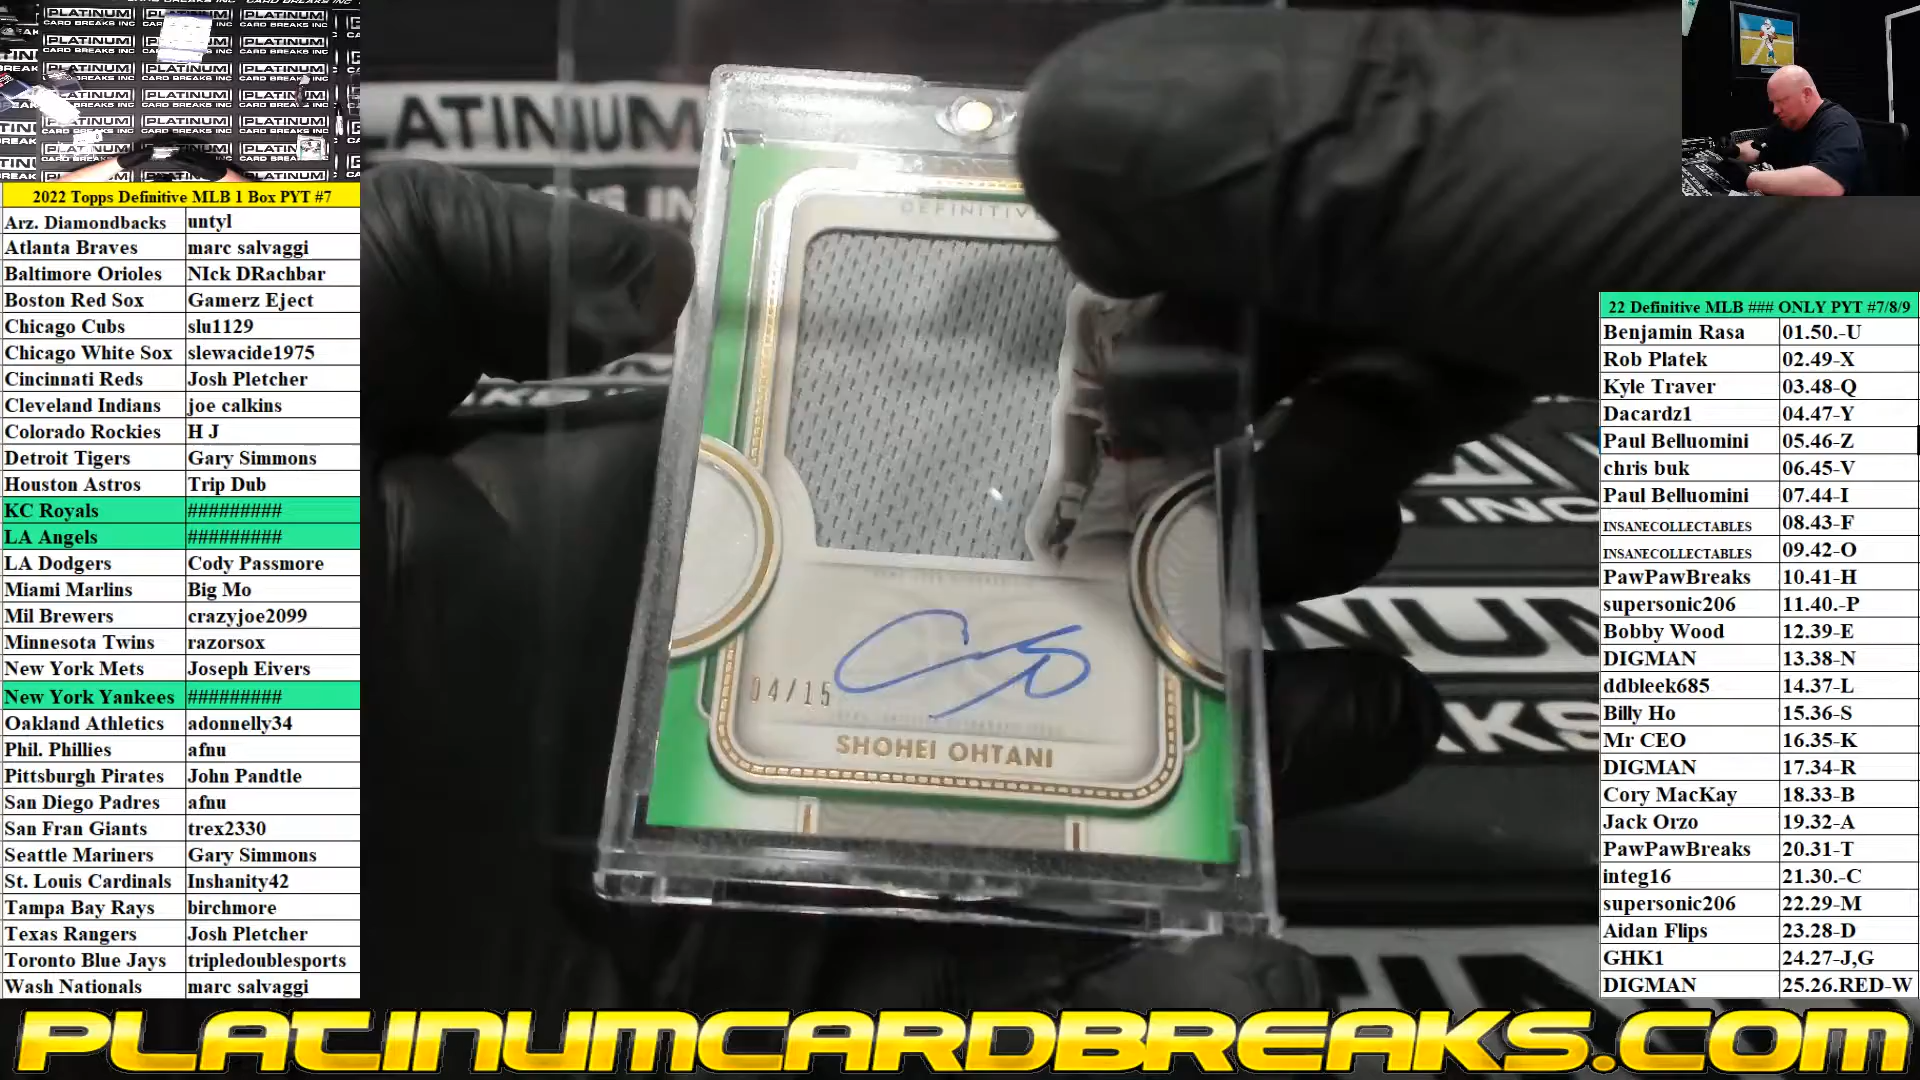 2022 Topps Definitive MLB 1 Box PYT #7
Arz. Diamondbacks untyl
Atlanta Braves marc salvaggi
Baltimore Orioles NIck DRachbar
Boston Red Sox Gamerz Eject
Chicago Cubs slu1129
Chicago White Sox slewacide1975
Cincinnati Reds Josh Pletcher
Cleveland Indians joe calkins
Colorado Rockies H J
Detroit Tigers Gary Simmons
Houston Astros Trip Dub
KC Royals #########
LA Angels #########
LA Dodgers Cody Passmore
Miami Marlins Big Mo
Mil Brewers crazyjoe2099
Minnesota Twins razorsox
New York Mets Joseph Eivers
New York Yankees #########
Oakland Athletics adonnelly34
Phil. Phillies afnu
Pittsburgh Pirates John Pandtle
San Diego Padres afnu
San Fran Giants trex2330
Seattle Mariners Gary Simmons
St. Louis Cardinals Inshanity42
Tampa Bay Rays birchmore
Texas Rangers Josh Pletcher
Toronto Blue Jays tripledoublesports
Wash Nationals marc salvaggi
DEFINITIVE
04/15
SHOHEI OHTANI
22 Definitive MLB ### ONLY PYT #7/8/9
Benjamin Rasa 01.50.-U
Rob Platek 02.49-X
Kyle Traver 03.48-Q
Dacardz1 04.47-Y
Paul Belluomini 05.46-Z
chris buk 06.45-V
Paul Belluomini 07.44-I
INSANECOLLECTABLES 08.43-F
INSANECOLLECTABLES 09.42-O
PawPawBreaks 10.41-H
supersonic206 11.40.-P
Bobby Wood 12.39-E
DIGMAN 13.38-N
ddbleek685 14.37-L
Billy Ho 15.36-S
Mr CEO 16.35-K
DIGMAN 17.34-R
Cory MacKay 18.33-B
Jack Orzo 19.32-A
PawPawBreaks 20.31-T
integ16 21.30.-C
supersonic206 22.29-M
Aidan Flips 23.28-D
GHK1 24.27-J,G
DIGMAN 25.26.RED-W
PLATINUMCARDBREAKS.COM